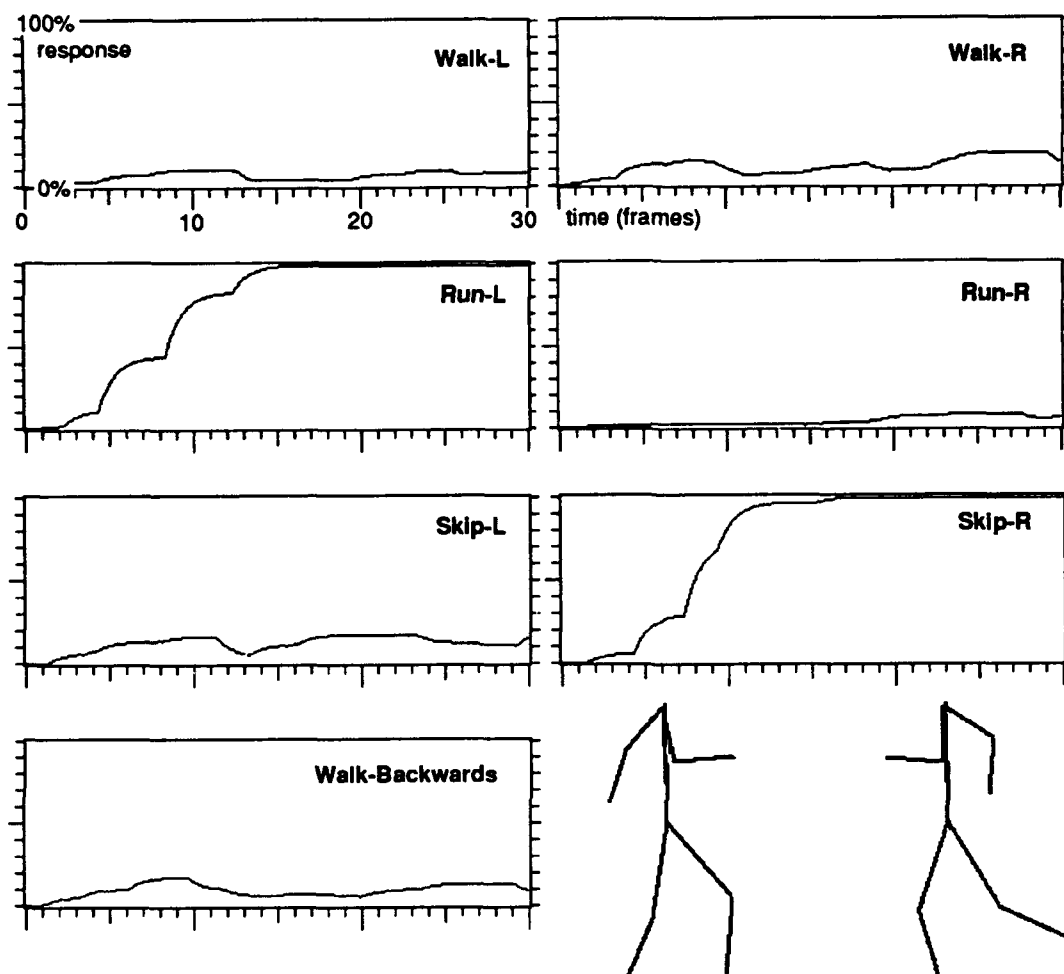 100%
response
Walk-L
Walk-R
0%
0 10 20 30
time (frames)
Run-L
Run-R
Skip-L
Skip-R
Walk-Backwards